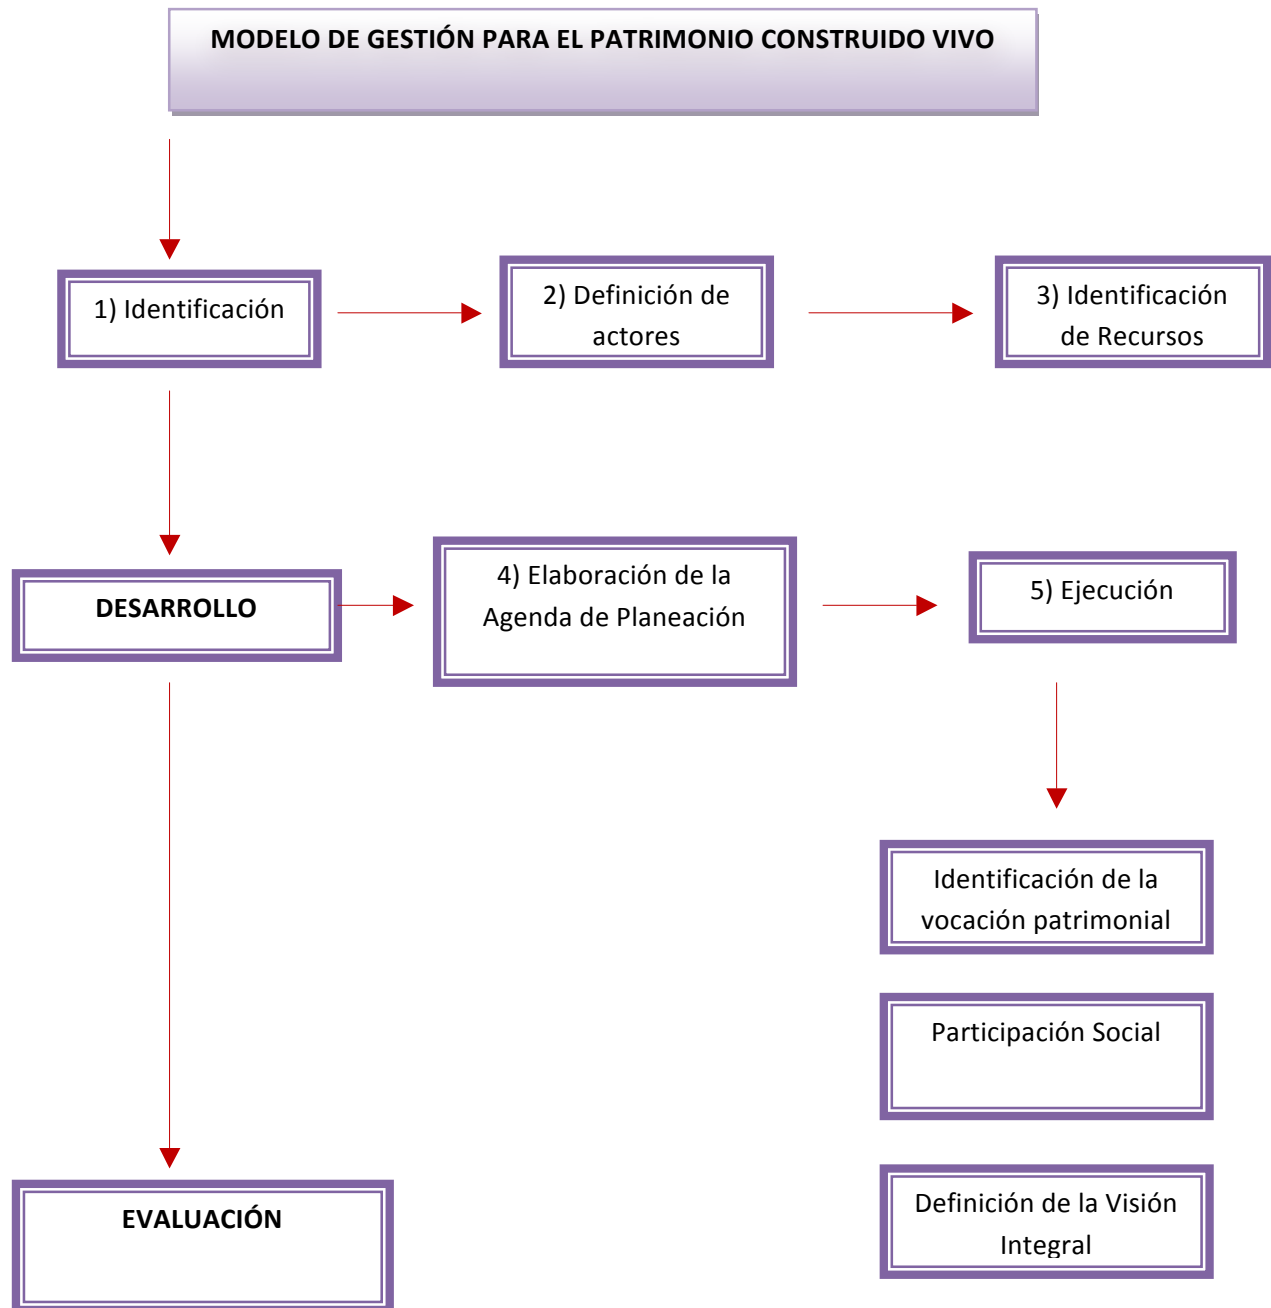 MODELO DE GESTIÓN PARA EL PATRIMONIO CONSTRUIDO VIVO
1) Identificación
2) Definición de
actores
3) Identificación
de Recursos
DESARROLLO
4) Elaboración de la
Agenda de Planeación
5) Ejecución
Identificación de la
vocación patrimonial
Participación Social
Definición de la Visión
Integral
EVALUACIÓN